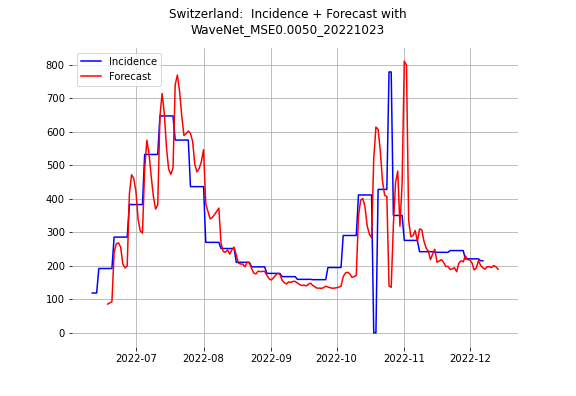 Switzerland:  Incidence + Forecast with
WaveNet_MSE0.0050_20221023
Incidence
Forecast
800
700
600
500
400
300
200
100
0
2022-07 2022-08 2022-09 2022-10 2022-11 2022-12